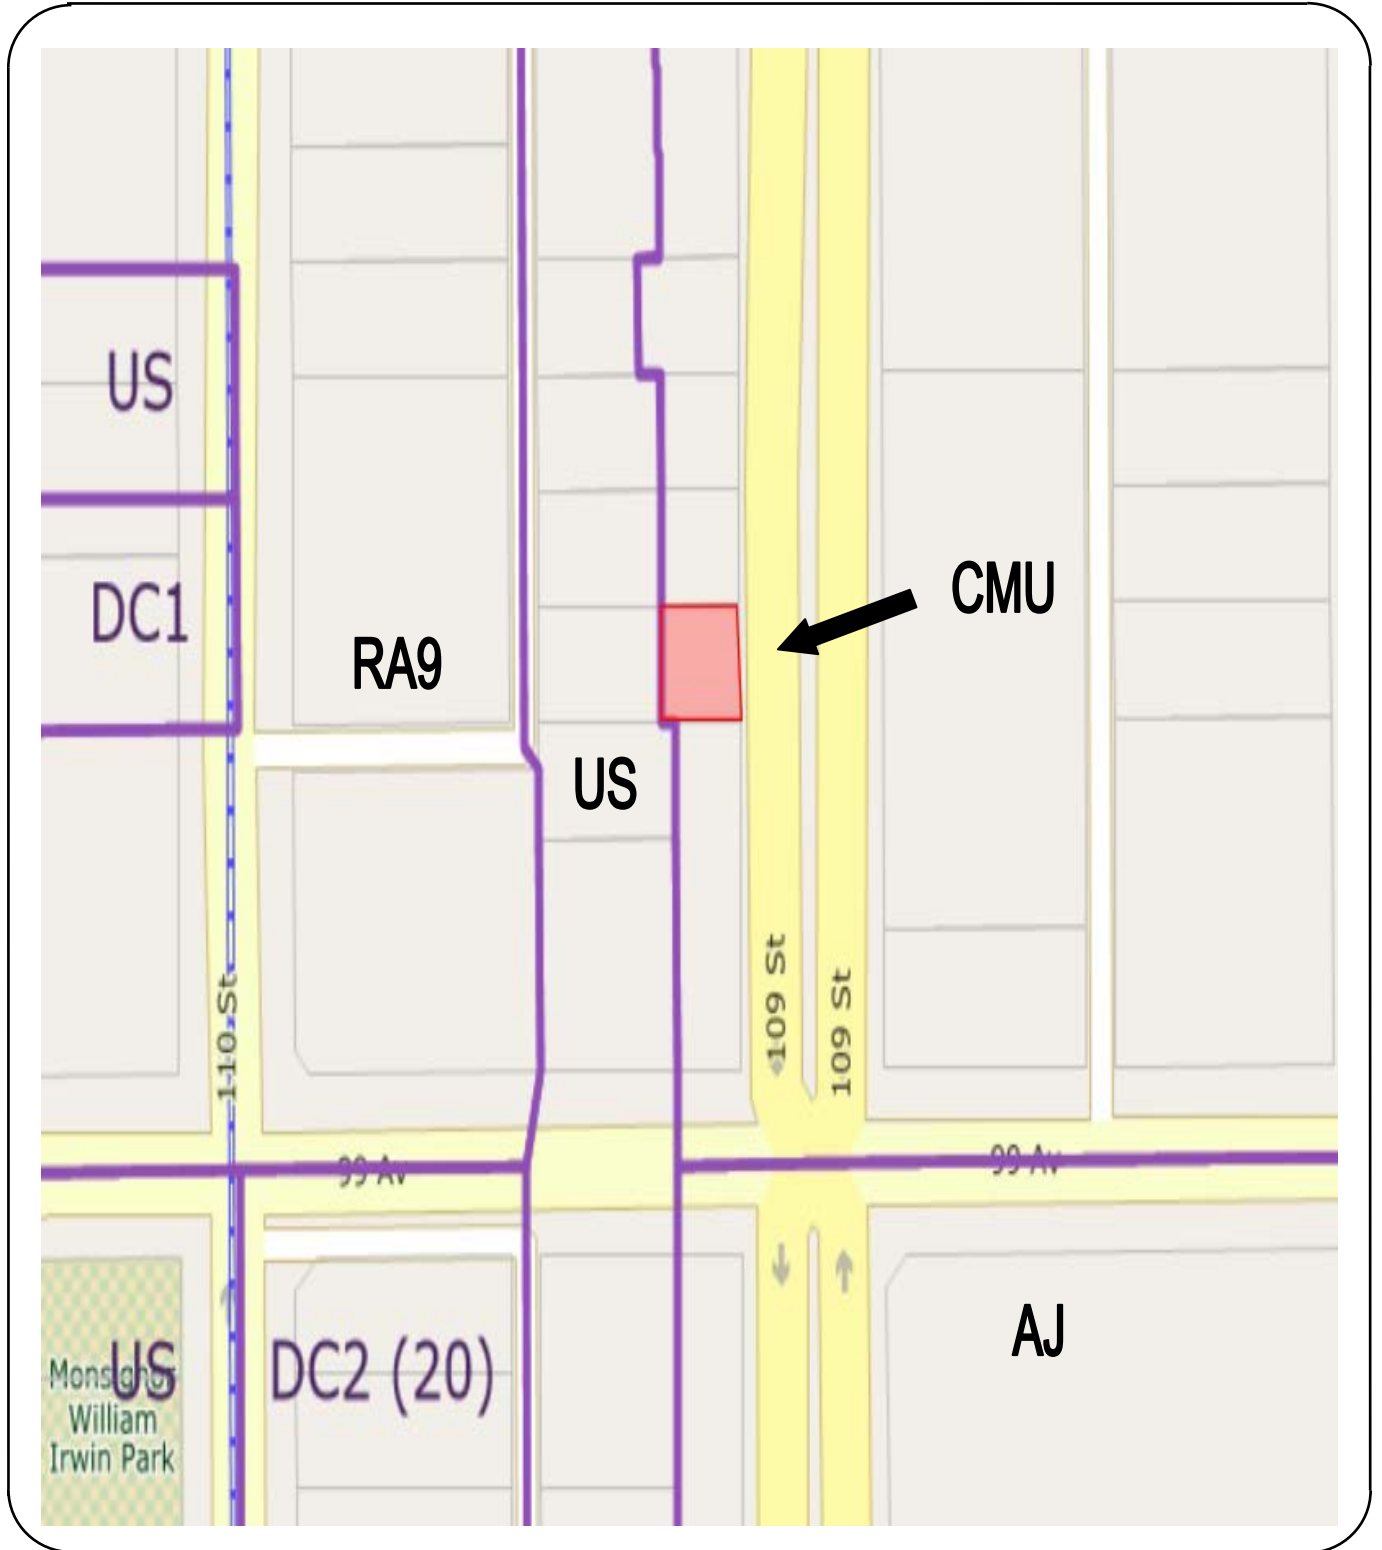 US
DC1
CMU
RA9
US
109 St
109 St
110 St
99 Av
99 Av
US
Monsignor
William
Irwin Park
DC2 (20)
AJ